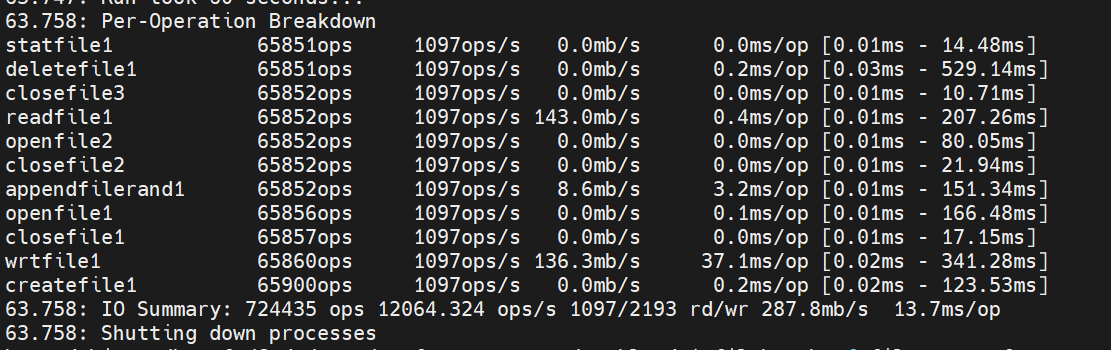 63.747: Run took 60 seconds...
63.758: Per-Operation Breakdown
statfile1 65851ops 1097ops/s 0.0mb/s 0.0ms/op [0.01ms - 14.48ms]
deletefile1 65851ops 1097ops/s 0.0mb/s 0.2ms/op [0.03ms - 529.14ms]
closefile3 65852ops 1097ops/s 0.0mb/s 0.0ms/op [0.01ms - 10.71ms]
readfile1 65852ops 1097ops/s 143.0mb/s 0.4ms/op [0.01ms - 207.26ms]
openfile2 65852ops 1097ops/s 0.0mb/s 0.0ms/op [0.01ms - 80.05ms]
closefile2 65852ops 1097ops/s 0.0mb/s 0.0ms/op [0.01ms - 21.94ms]
appendfilerand1 65852ops 1097ops/s 8.6mb/s 3.2ms/op [0.01ms - 151.34ms]
openfile1 65856ops 1097ops/s 0.0mb/s 0.1ms/op [0.01ms - 166.48ms]
closefile1 65857ops 1097ops/s 0.0mb/s 0.0ms/op [0.01ms - 17.15ms]
wrtfile1 65860ops 1097ops/s 136.3mb/s 37.1ms/op [0.02ms - 341.28ms]
createfile1 65900ops 1097ops/s 0.0mb/s 0.2ms/op [0.02ms - 123.53ms]
63.758: IO Summary: 724435 ops 12064.324 ops/s 1097/2193 rd/wr 287.8mb/s 13.7ms/op
63.758: Shutting down processes